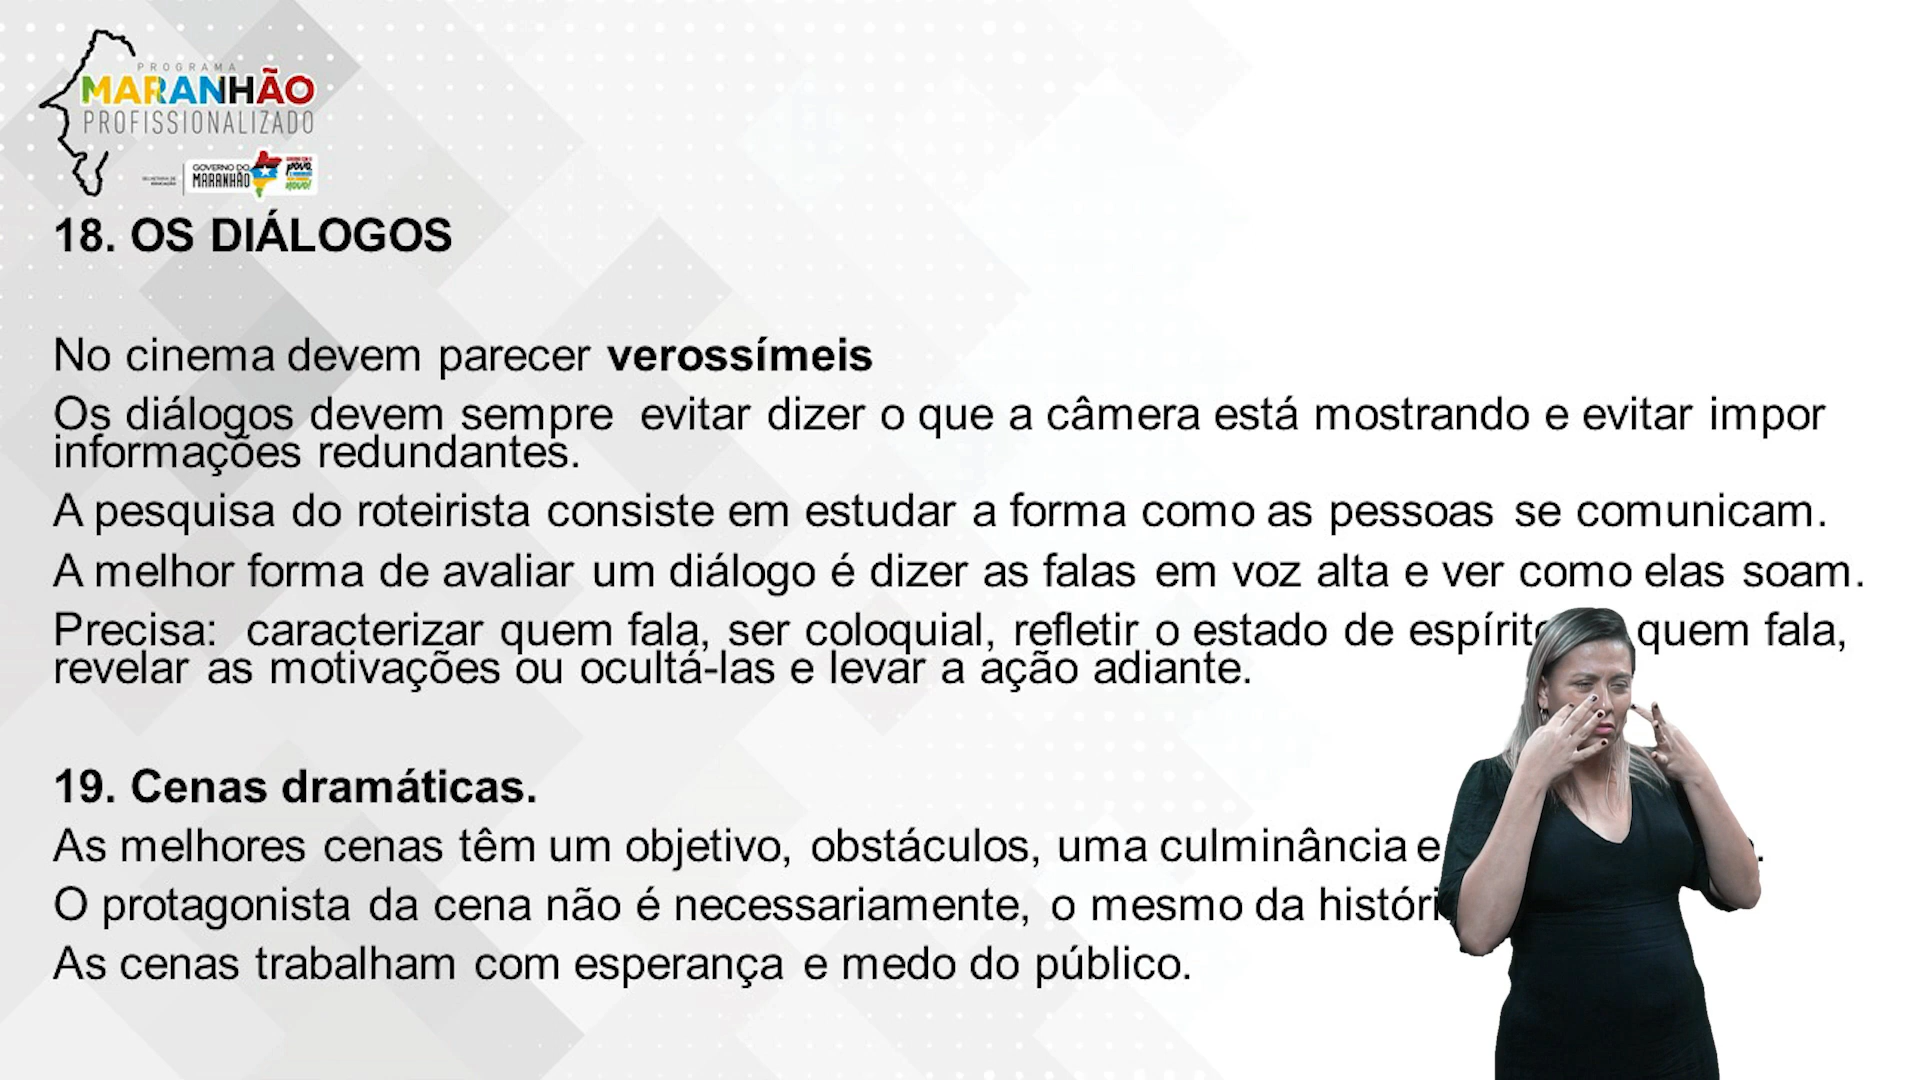 PROGRAMA
MARANHÃO
PROFISSIONALIZADO
SECRETARIA DE
EDUCAÇÃO
GOVERNO DO
MARANHÃO
18. OS DIÁLOGOS
No cinema devem parecer verossímeis
Os diálogos devem sempre evitar dizer o que a câmera está mostrando e evitar impor
informações redundantes.
A pesquisa do roteirista consiste em estudar a forma como as pessoas se comunicam.
A melhor forma de avaliar um diálogo é dizer as falas em voz alta e ver como elas soam.
Precisa: caracterizar quem fala, ser coloquial, refletir o estado de quem fala,
revelar as motivações ou ocultá-las e levar a ação adiante.
19. Cenas dramáticas.
As melhores cenas têm um objetivo, obstáculos, uma culminância e
O protagonista da cena não é necessariamente, o mesmo da
As cenas trabalham com esperança e medo do público.